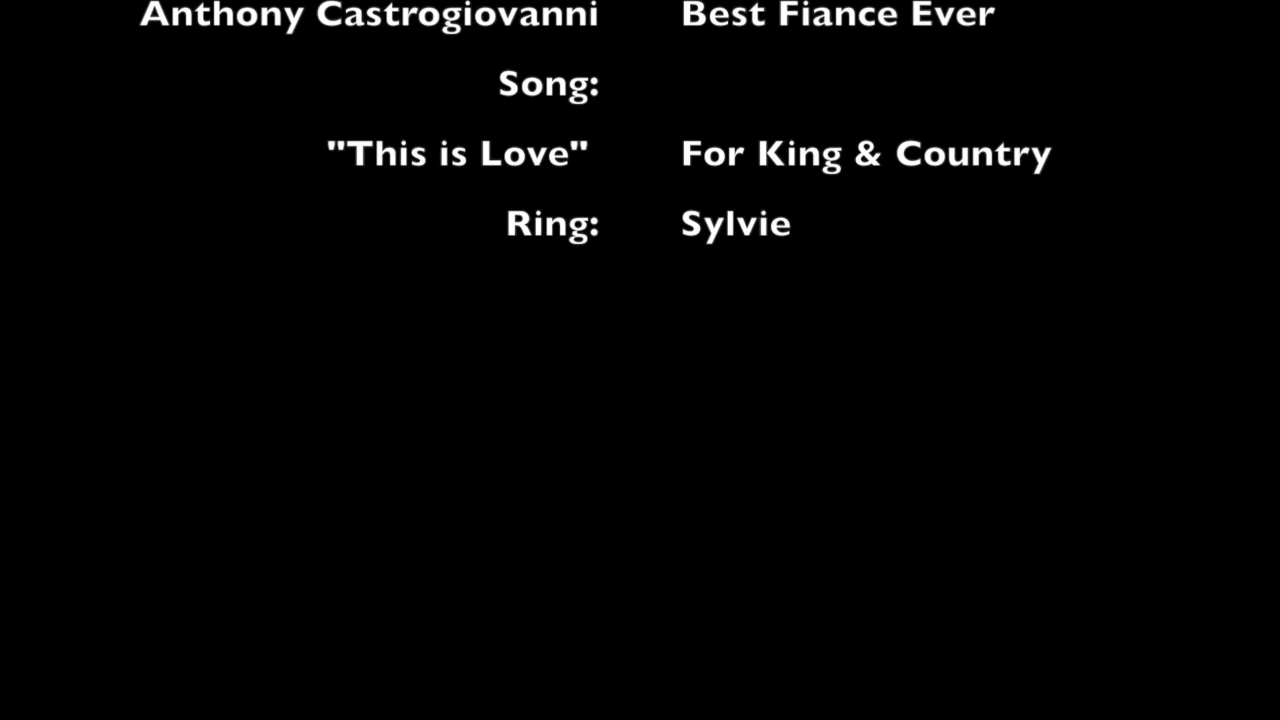 Anthony Castrogiovanni Best Fiance Ever
Song:
"This is Love" For King & Country
Ring: Sylvie